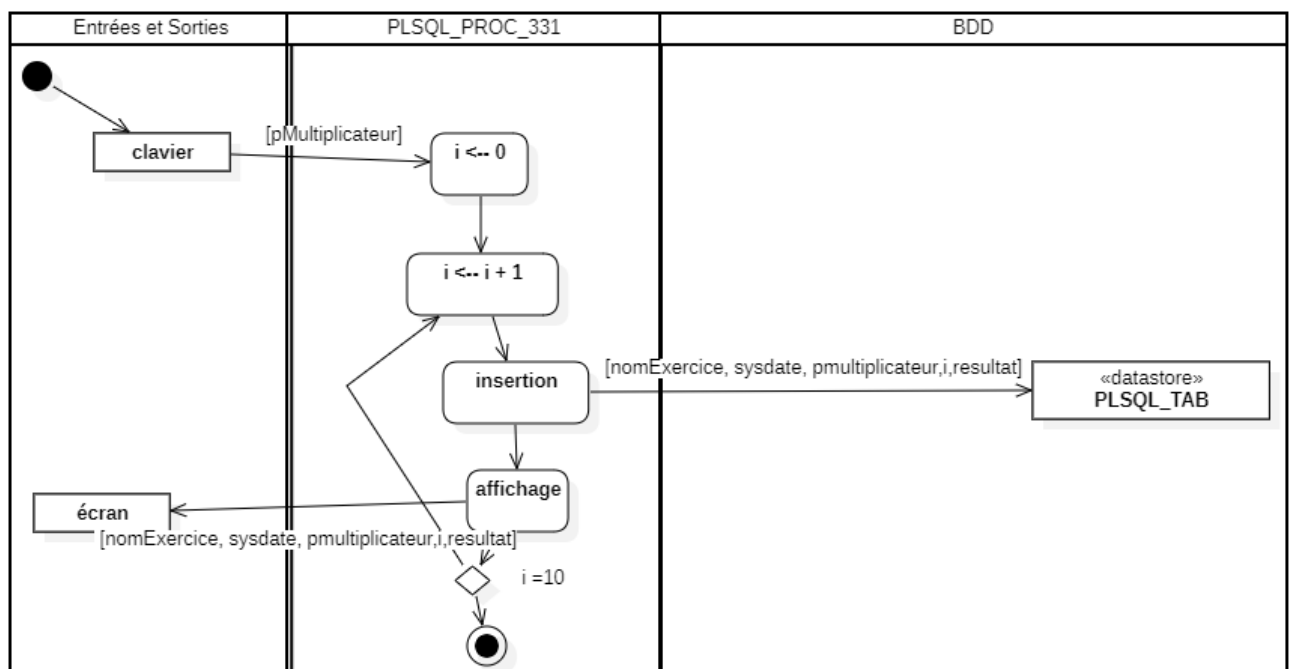 Entrées et Sorties
PLSQL_PROC_331
BDD
[pMultiplicateur]
clavier
i <-- 0
i <-- i + 1
[nomExercice, sysdate, pmultiplicateur,i,resultat]
insertion
«datastore»
PLSQL_TAB
affichage
écran
[nomExercice, sysdate, pmultiplicateur,i,resultat]
i =10